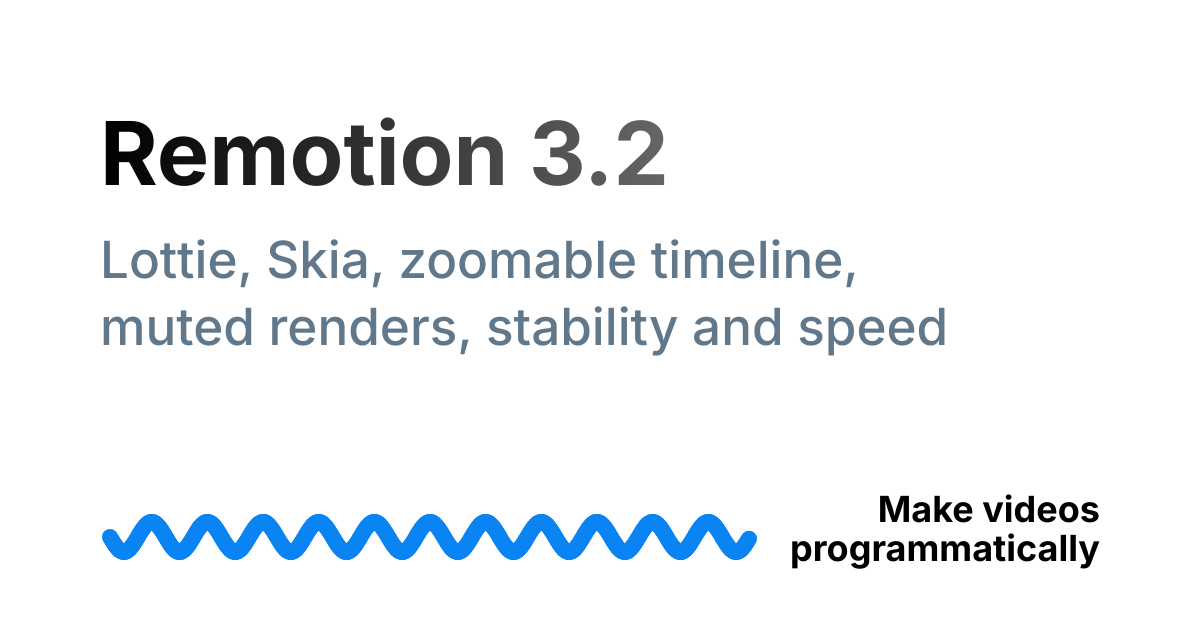 Remotion 3.2
Lottie, Skia, zoomable timeline,
muted renders, stability and speed
Make videos
programmatically